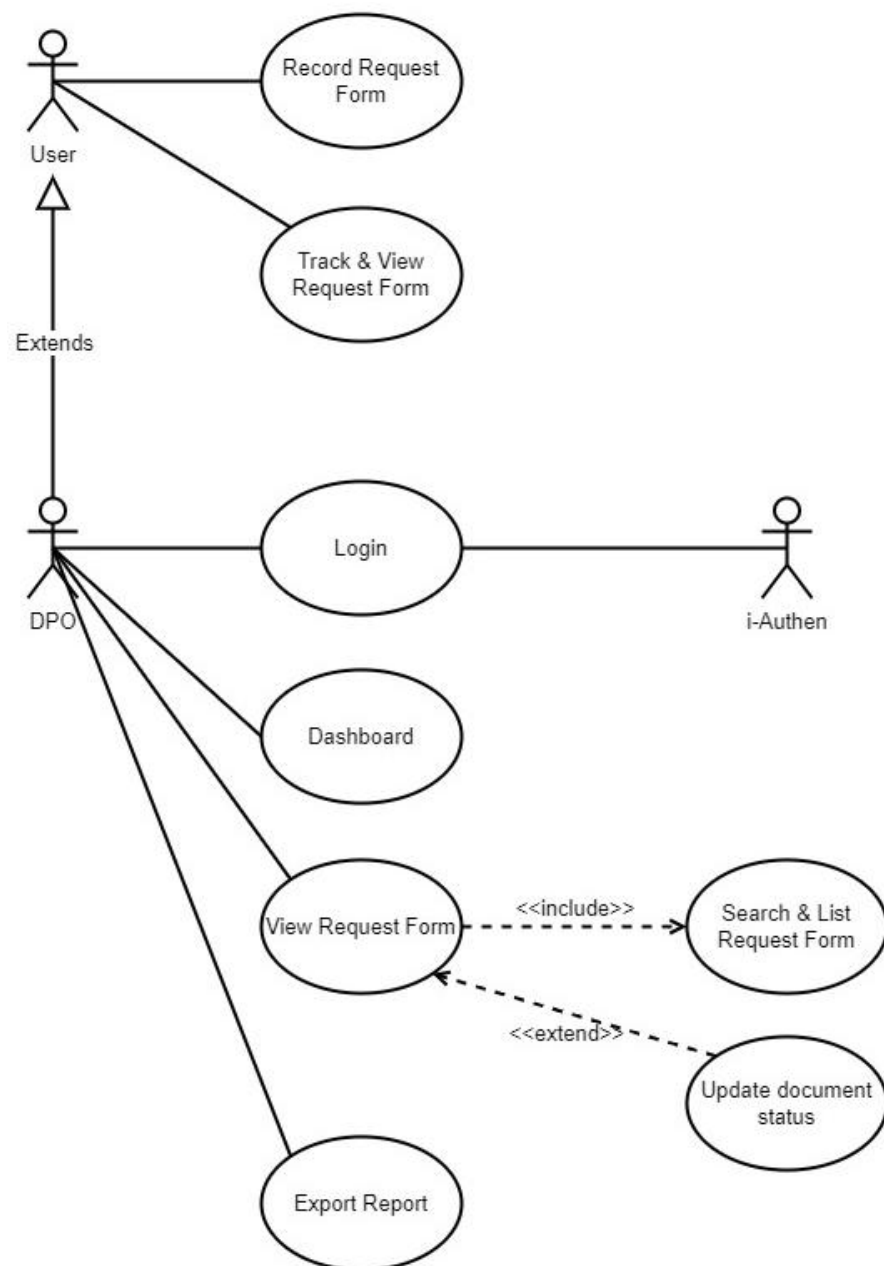 Record Request
Form
User
Track & View
Request Form
Extends
Login
DPO
i-Authen
Dashboard
View Request Form
<<include>>
Search & List
Request Form
<<extend>>
Update document
status
Export Report